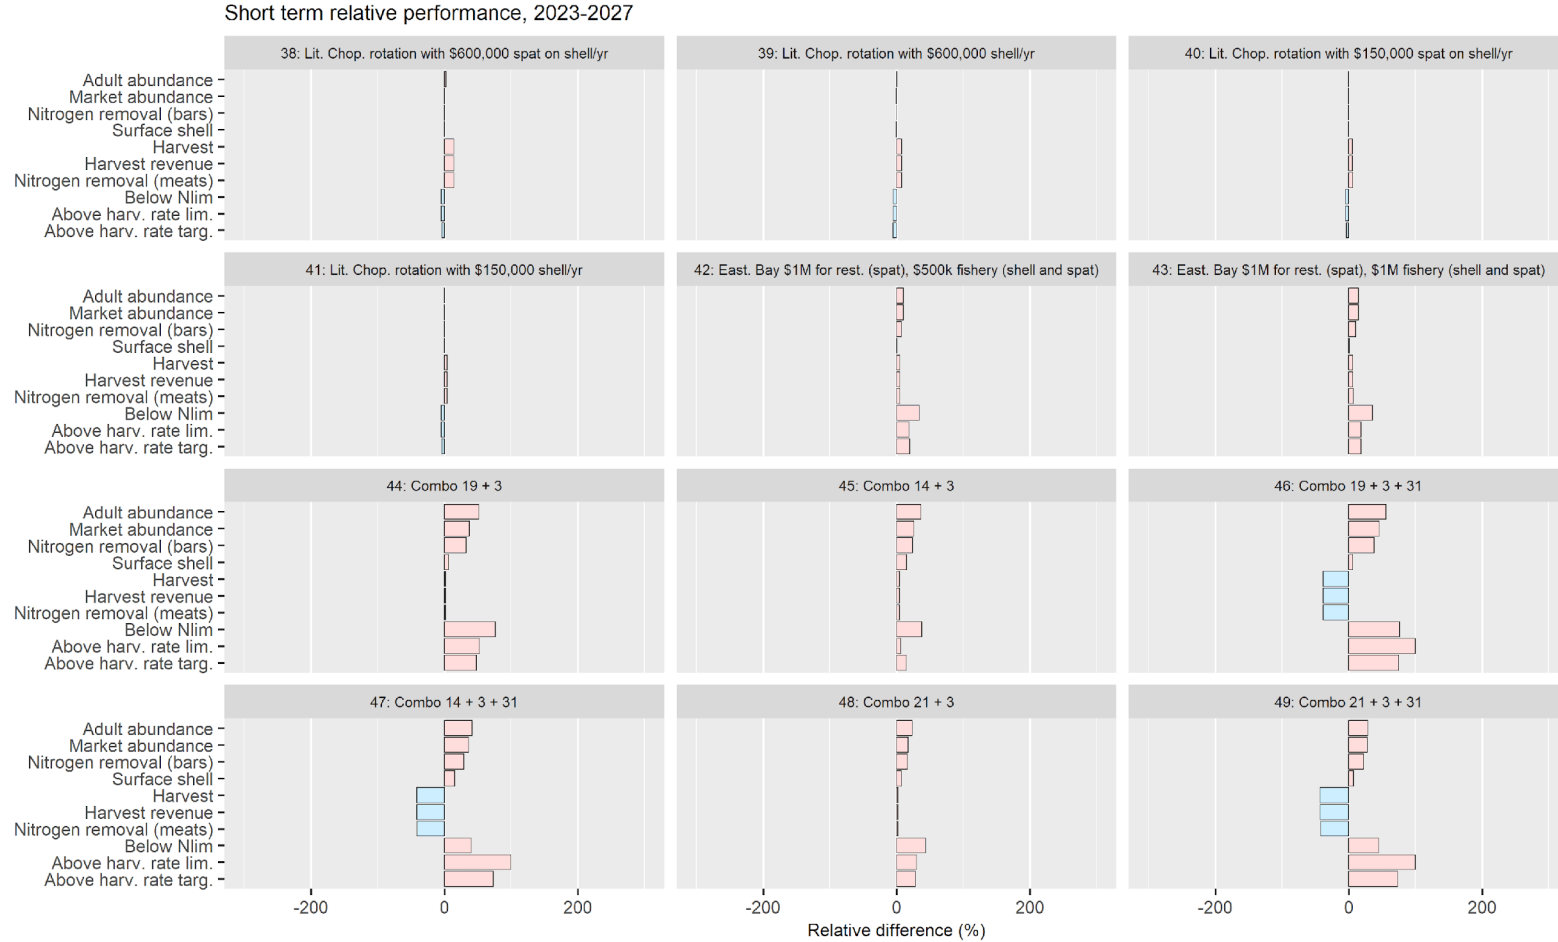 Short term relative performance, 2023-2027
38: Lit. Chop. rotation with $600,000 spat on shell/yr
39: Lit. Chop. rotation with $600,000 shell/yr
40: Lit. Chop. rotation with $150,000 spat on shell/yr
Adult abundance
Market abundance
Nitrogen removal (bars)
Surface shell
Harvest
Harvest revenue
Nitrogen removal (meats)
Below Nlim
Above harv. rate lim.
Above harv. rate targ.
41: Lit. Chop. rotation with $150,000 shell/yr
42: East. Bay $1M for rest. (spat), $500k fishery (shell and spat)
43: East. Bay $1M for rest. (spat), $1M fishery (shell and spat)
Adult abundance
Market abundance
Nitrogen removal (bars)
Surface shell
Harvest
Harvest revenue
Nitrogen removal (meats)
Below Nlim
Above harv. rate lim.
Above harv. rate targ.
44: Combo 19 + 3
45: Combo 14 + 3
46: Combo 19 + 3 + 31
Adult abundance
Market abundance
Nitrogen removal (bars)
Surface shell
Harvest
Harvest revenue
Nitrogen removal (meats)
Below Nlim
Above harv. rate lim.
Above harv. rate targ.
47: Combo 14 + 3 + 31
48: Combo 21 + 3
49: Combo 21 + 3 + 31
Adult abundance
Market abundance
Nitrogen removal (bars)
Surface shell
Harvest
Harvest revenue
Nitrogen removal (meats)
Below Nlim
Above harv. rate lim.
Above harv. rate targ.
-200 0 200
-200 0 200
-200 0 200
Relative difference (%)